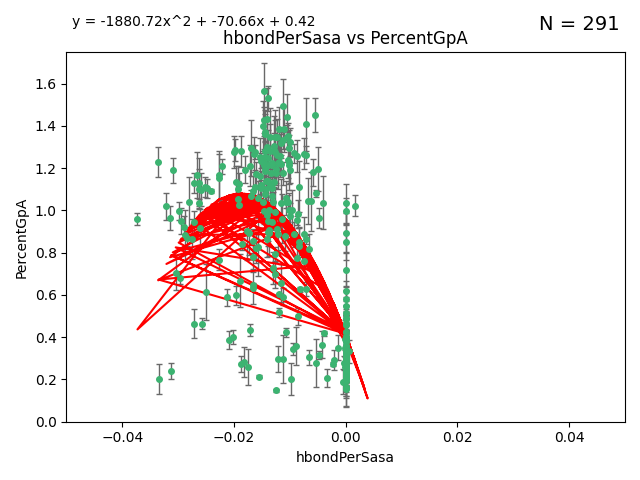 y = -1880.72x^2 + -70.66x + 0.42
N = 291
hbondPerSasa vs PercentGpA
1.6
1.4
1.2
1.0
0.8
0.6
0.4
0.2
0.0
PercentGpA
−0.04 −0.02 0.00 0.02 0.04
hbondPerSasa